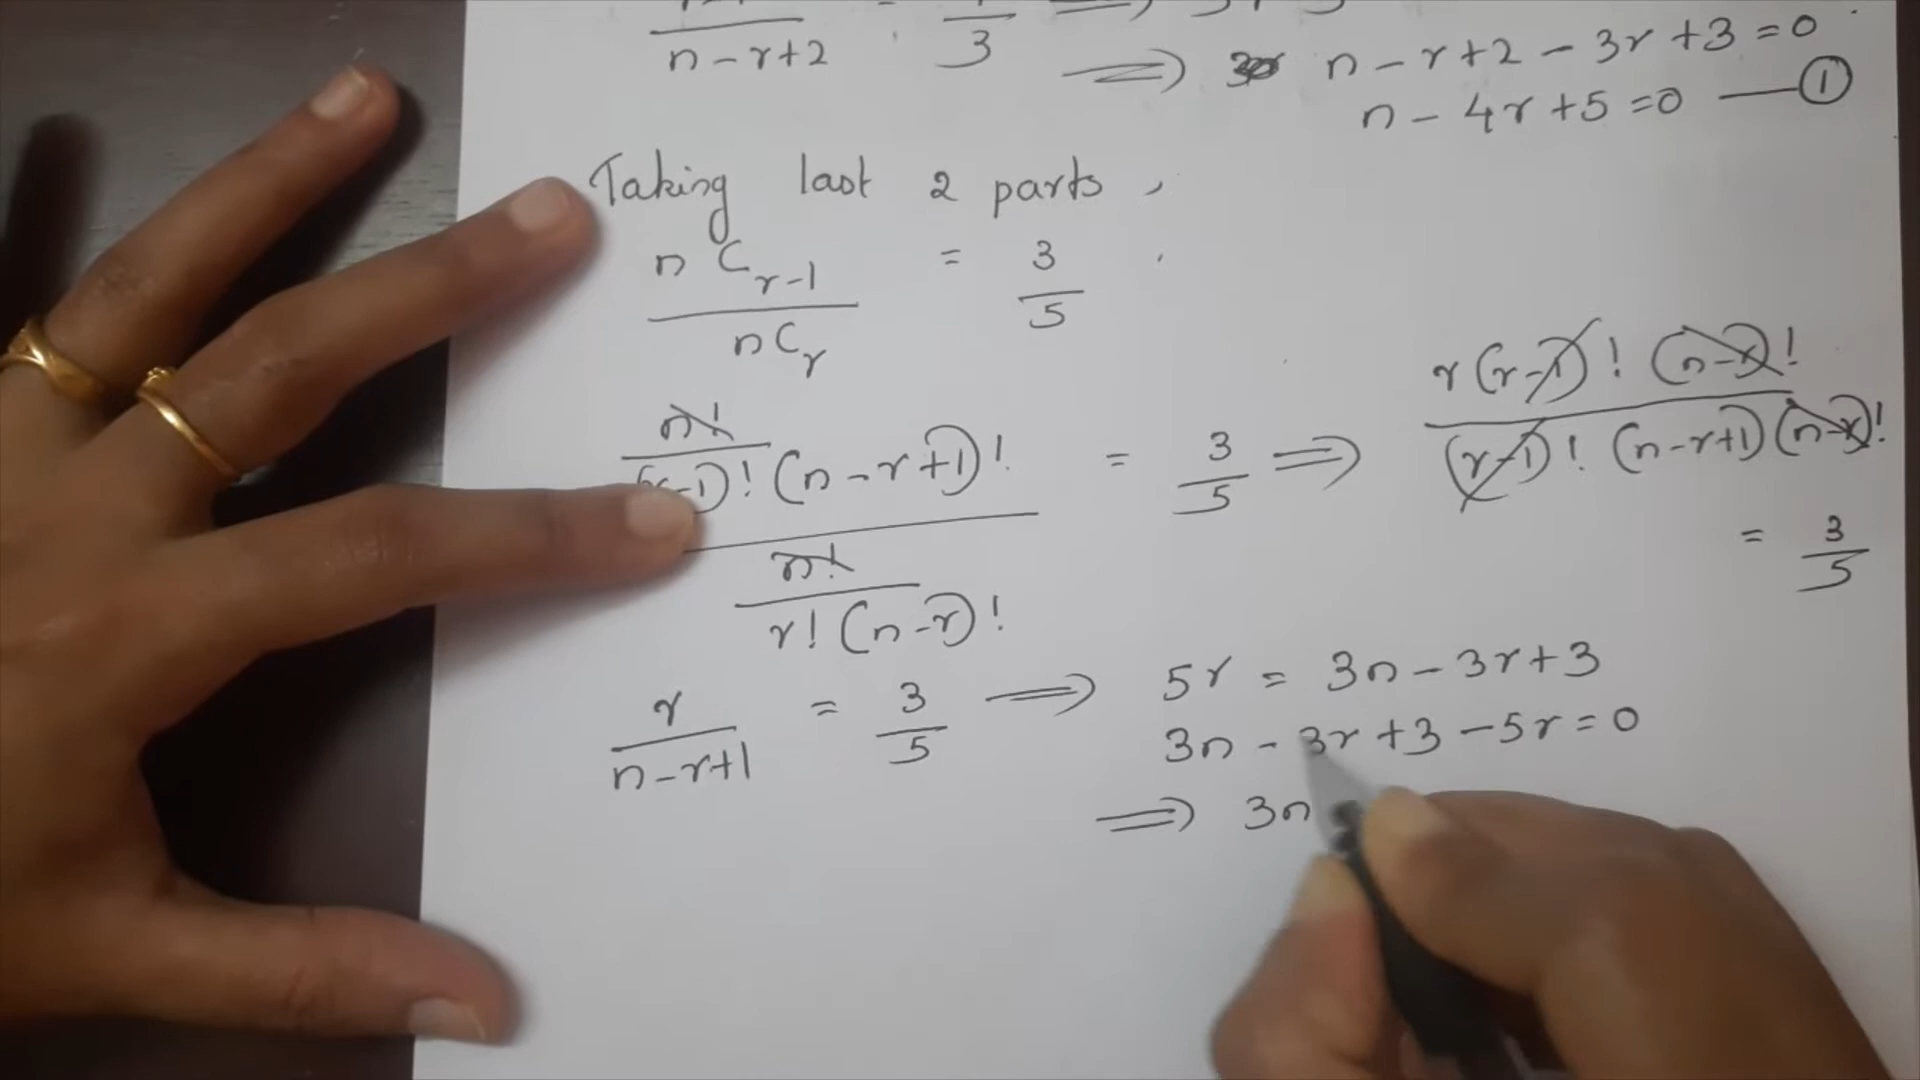 n-r+2 3
⟹ n-r+2-3r+3=0
n-4r+5=0 —①
Taking last 2 parts,
nC_{r-1} / nC_r = 3/5
n! / (r-1)! (n-r+1)! / n! / r! (n-r)! = 3/5 ⟹ r(r-1)! (n-r)! / (r-1)! (n-r+1)(n-r)!
= 3/5
r / n-r+1 = 3/5 ⟹ 5r = 3n-3r+3
3n-3r+3-5r=0
⟹ 3n